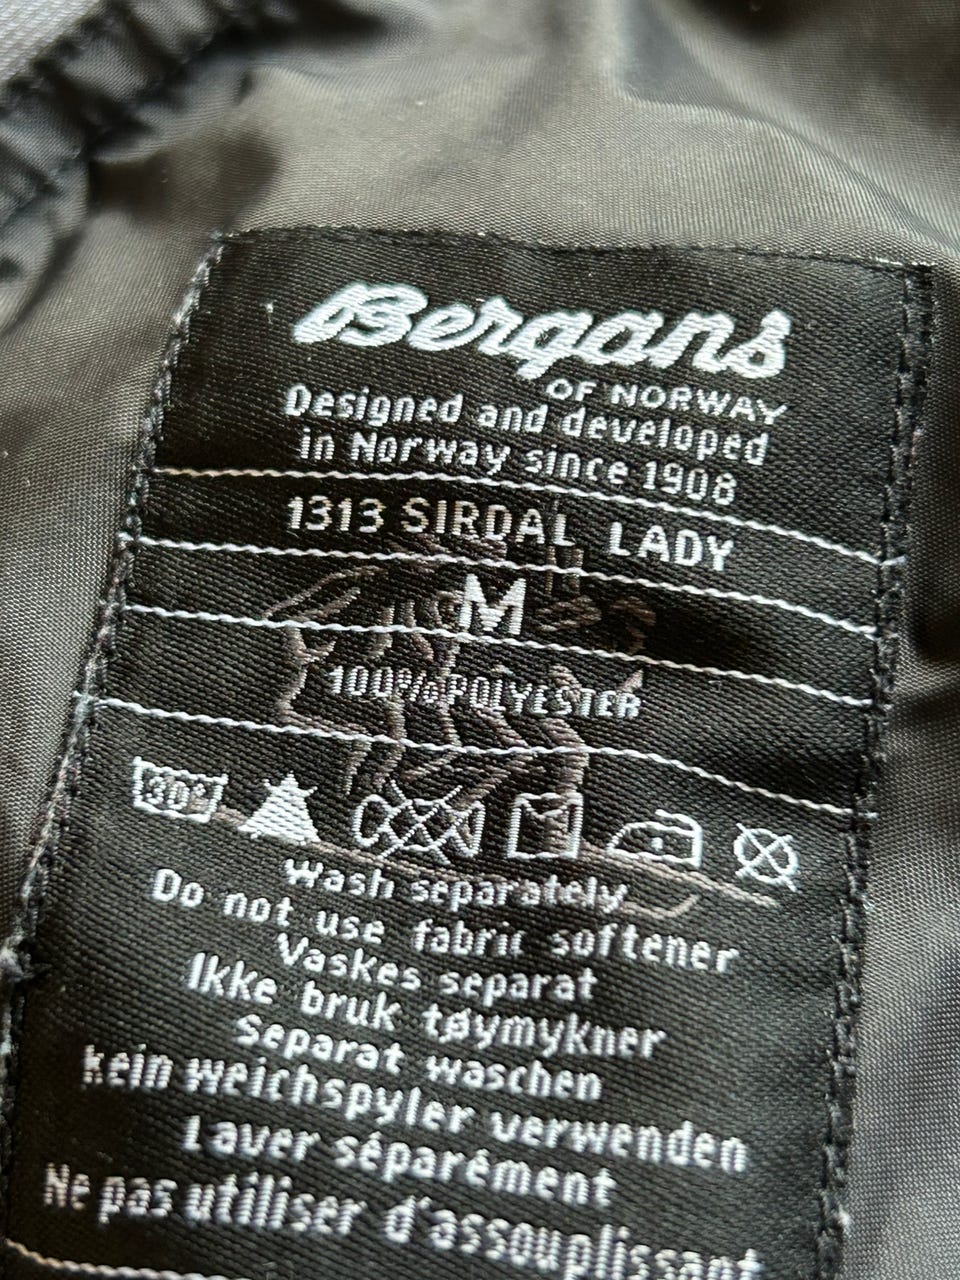 Bergans
OF NORWAY
Designed and developed
in Norway since 1908
1313 SIRDAL LADY
M
100% POLYESTER
30°
Wash separately
Do not use fabric softener
Vaskes separat
Ikke bruk tøymykner
Separat waschen
kein Weichspyler verwenden
Laver séparément
Ne pas utiliser d'assouplissant